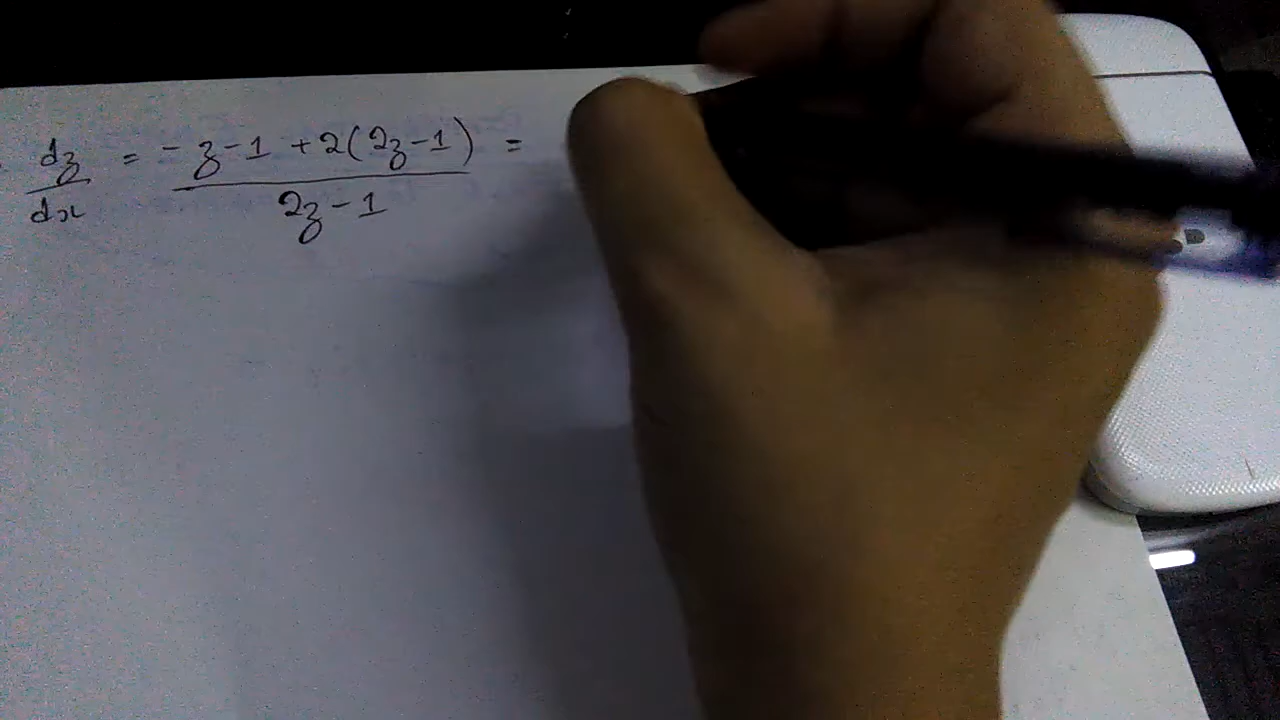 dz/dx = (-z-1 +2(2z-1))/(2z-1) =